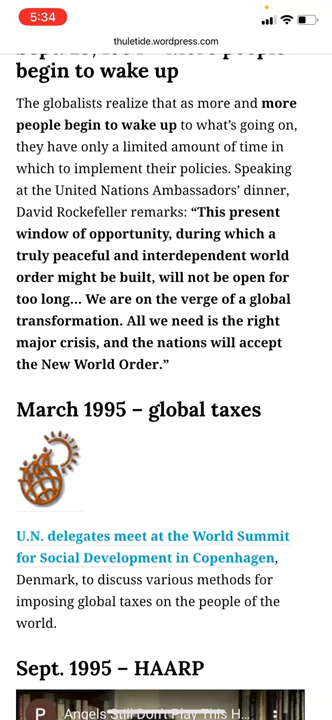 5:34
thuletide.wordpress.com
begin to wake up
The globalists realize that as more and more
people begin to wake up to what's going on,
they have only a limited amount of time in
which to implement their policies. Speaking
at the United Nations Ambassadors' dinner,
David Rockefeller remarks: “This present
window of opportunity, during which a
truly peaceful and interdependent world
order might be built, will not be open for
too long... We are on the verge of a global
transformation. All we need is the right
major crisis, and the nations will accept
the New World Order.”
March 1995 – global taxes
U.N. delegates meet at the World Summit
for Social Development in Copenhagen,
Denmark, to discuss various methods for
imposing global taxes on the people of the
world.
Sept. 1995 – HAARP
P
Angels Still Don't Play This H...